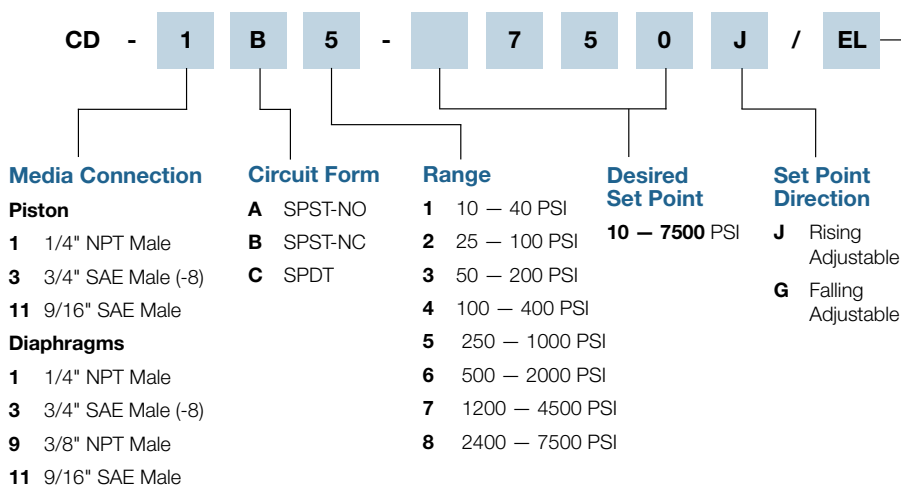 CD - 1 B 5 - 7 5 0 J / EL
Media Connection
Piston
1 1/4" NPT Male
3 3/4" SAE Male (-8)
11 9/16" SAE Male
Diaphragms
1 1/4" NPT Male
3 3/4" SAE Male (-8)
9 3/8" NPT Male
11 9/16" SAE Male
Circuit Form
A SPST-NO
B SPST-NC
C SPDT
Range
1 10 — 40 PSI
2 25 — 100 PSI
3 50 — 200 PSI
4 100 — 400 PSI
5 250 — 1000 PSI
6 500 — 2000 PSI
7 1200 — 4500 PSI
8 2400 — 7500 PSI
Desired
Set Point
10 — 7500 PSI
Set Point
Direction
J Rising
Adjustable
G Falling
Adjustable